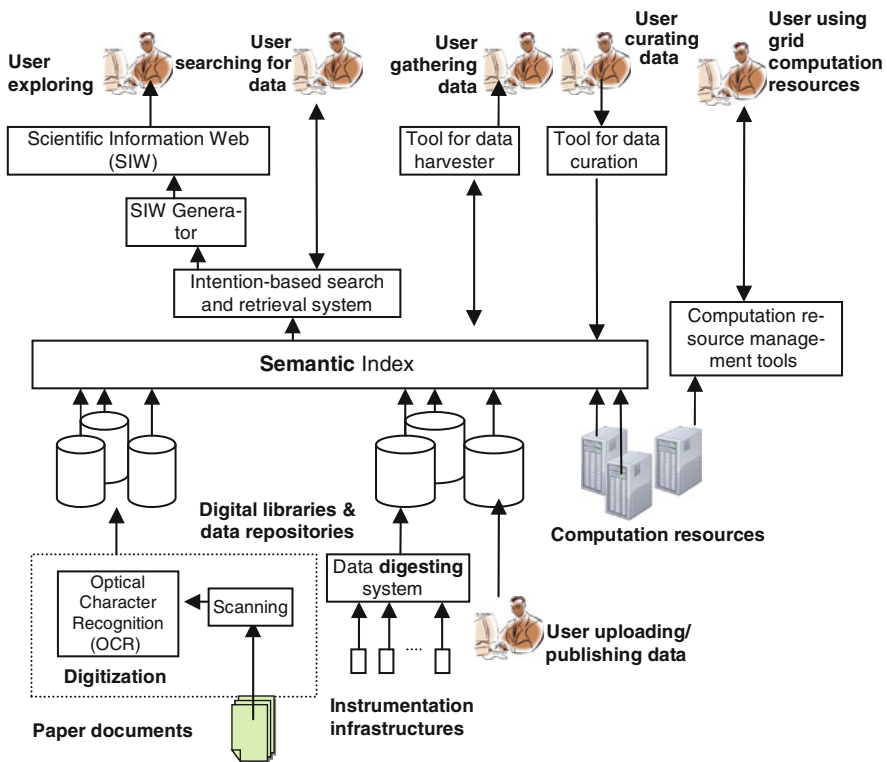 User
exploring
User
searching for
data
User
gathering
data
User
curating
data
User using
grid
computation
resources
Scientific Information Web
(SIW)
Tool for data
harvester
Tool for data
curation
SIW Genera-
tor
Intention-based search
and retrieval system
Computation re-
source manage-
ment tools
Semantic Index
Digital libraries &
data repositories
Computation resources
Optical
Character
Recognition
(OCR)
Scanning
Digitization
Data digesting
system
....
User uploading/
publishing data
Instrumentation
infrastructures
Paper documents